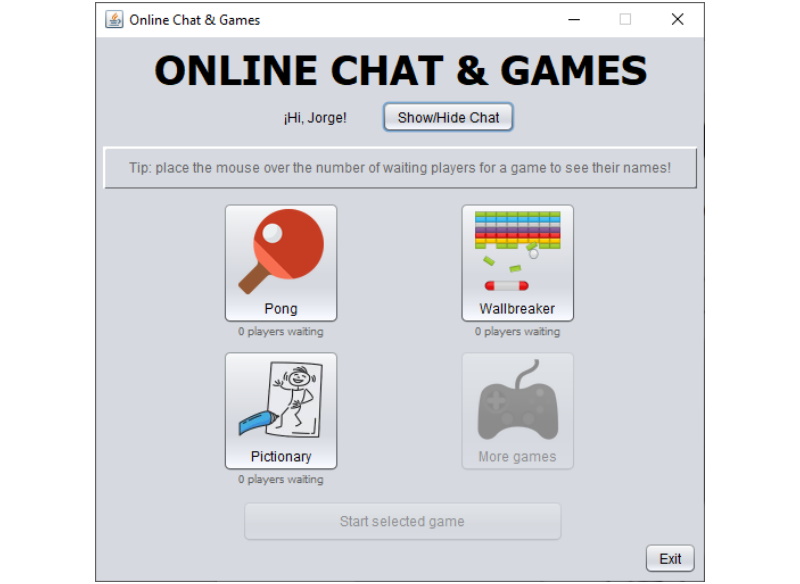 Online Chat & Games
ONLINE CHAT & GAMES
¡Hi, Jorge!
Show/Hide Chat
Tip: place the mouse over the number of waiting players for a game to see their names!
Pong
Wallbreaker
0 players waiting
0 players waiting
Pictionary
More games
0 players waiting
Start selected game
Exit